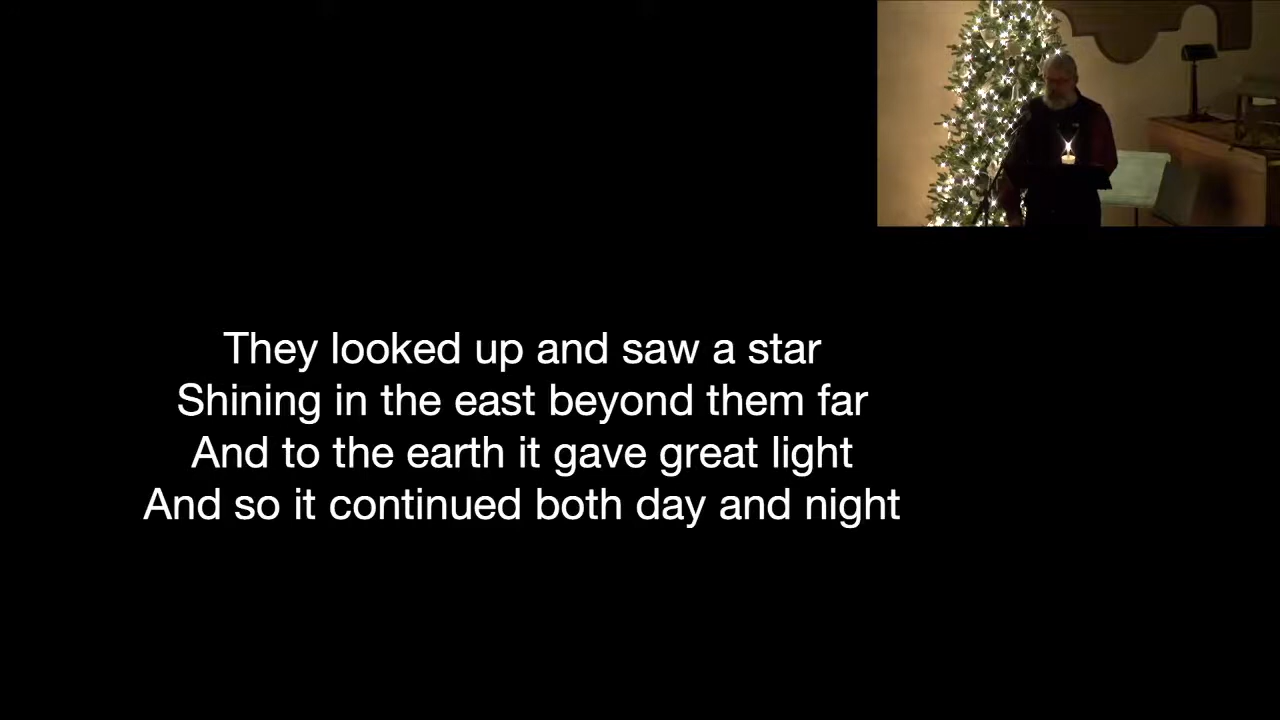 They looked up and saw a star
Shining in the east beyond them far
And to the earth it gave great light
And so it continued both day and night